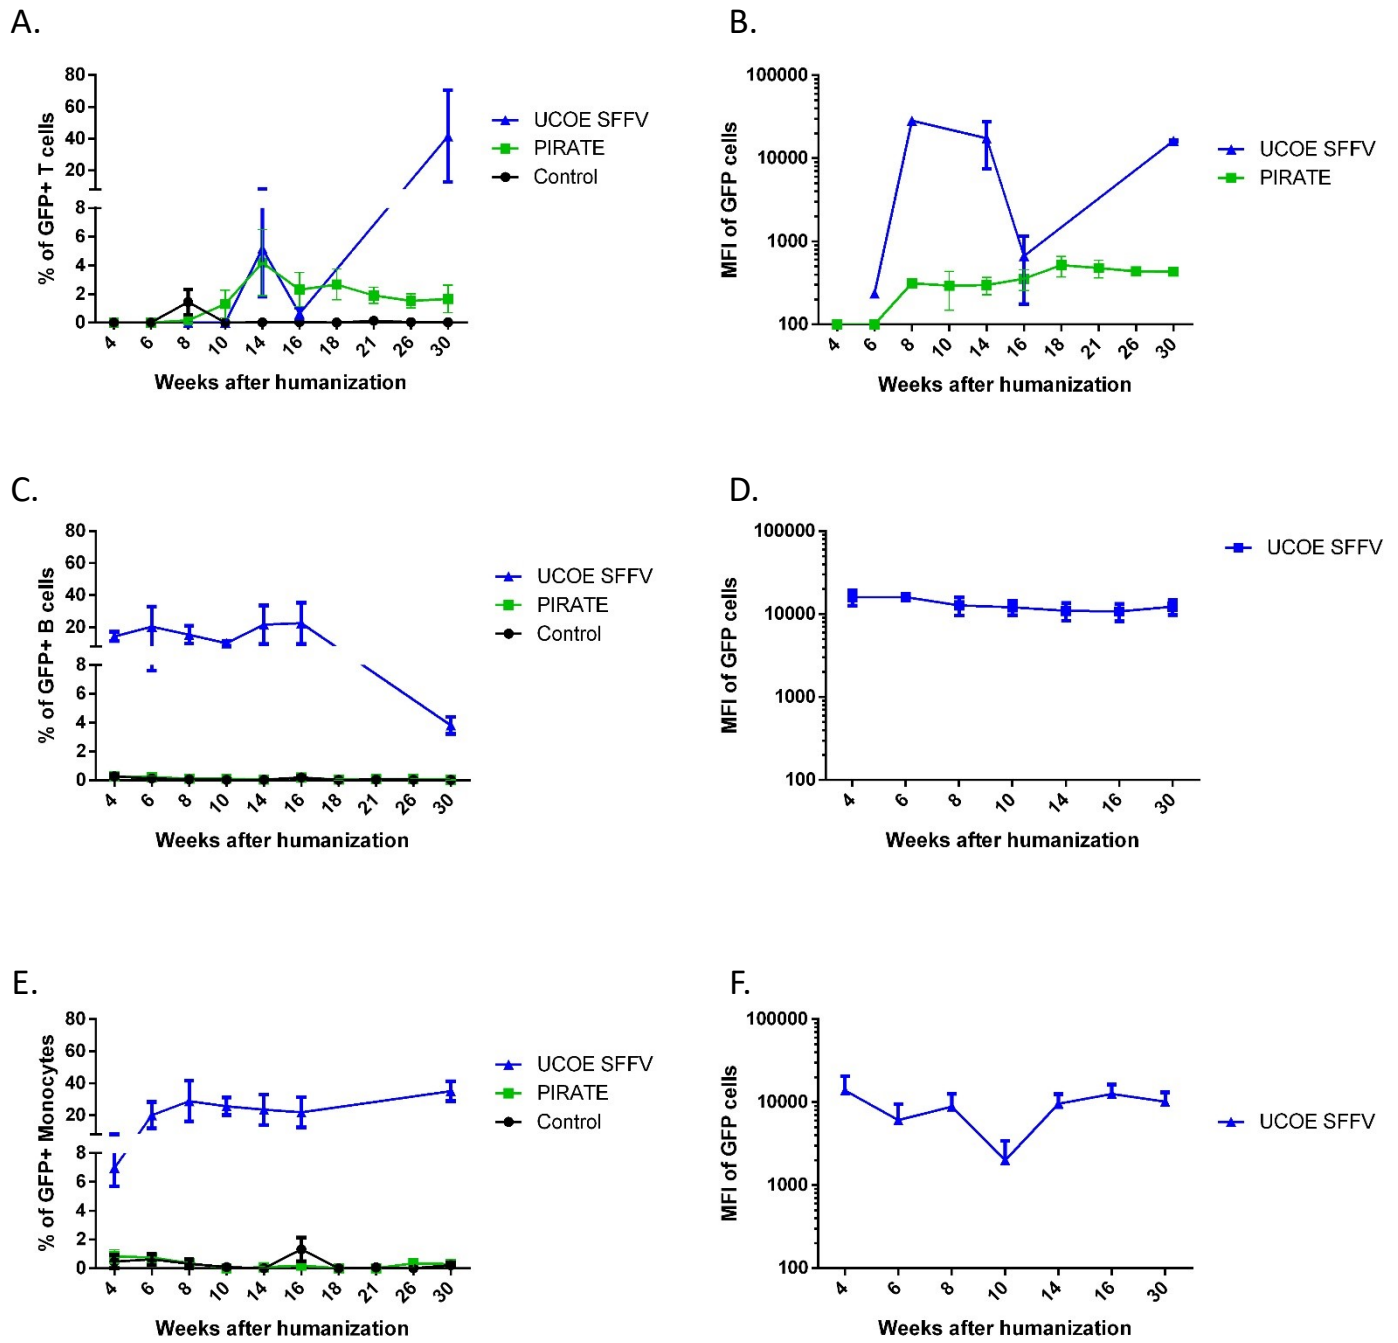 A.
% of GFP+ T cells
80
60
40
20
8
6
4
2
0
4 6 8 10 14 16 18 21 26 30
Weeks after humanization
UCOE SFFV
PIRATE
Control
B.
MFI of GFP cells
100000
10000
1000
100
4 6 8 10 14 16 18 21 26 30
Weeks after humanization
UCOE SFFV
PIRATE
C.
% of GFP+ B cells
80
60
40
20
8
6
4
2
0
4 6 8 10 14 16 18 21 26 30
Weeks after humanization
UCOE SFFV
PIRATE
Control
D.
MFI of GFP cells
100000
10000
1000
100
4 6 8 10 14 16 30
Weeks after humanization
UCOE SFFV
E.
% of GFP+ Monocytes
80
60
40
20
8
6
4
2
0
4 6 8 10 14 16 18 21 26 30
Weeks after humanization
UCOE SFFV
PIRATE
Control
F.
MFI of GFP cells
100000
10000
1000
100
4 6 8 10 14 16 30
Weeks after humanization
UCOE SFFV